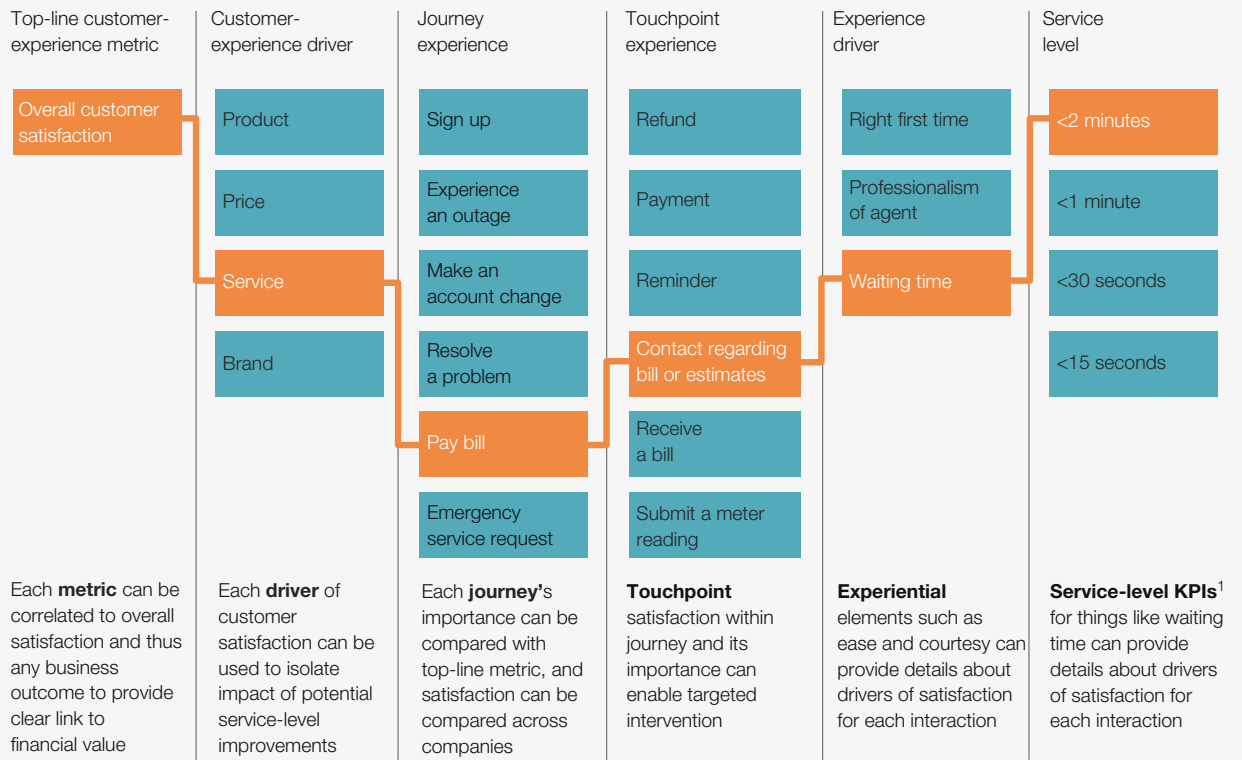 Top-line customer-
experience metric
Customer-
experience driver
Journey
experience
Touchpoint
experience
Experience
driver
Service
level
Overall customer
satisfaction
Product
Price
Service
Brand
Sign up
Experience
an outage
Make an
account change
Resolve
a problem
Pay bill
Emergency
service request
Refund
Payment
Reminder
Contact regarding
bill or estimates
Receive
a bill
Submit a meter
reading
Right first time
Professionalism
of agent
Waiting time
<2 minutes
<1 minute
<30 seconds
<15 seconds
Each metric can be
correlated to overall
satisfaction and thus
any business
outcome to provide
clear link to
financial value
Each driver of
customer
satisfaction can be
used to isolate
impact of potential
service-level
improvements
Each journey's
importance can be
compared with
top-line metric, and
satisfaction can be
compared across
companies
Touchpoint
satisfaction within
journey and its
importance can
enable targeted
intervention
Experiential
elements such as
ease and courtesy can
provide details about
drivers of satisfaction
for each interaction
Service-level KPIs¹
for things like waiting
time can provide
details about drivers
of satisfaction for
each interaction